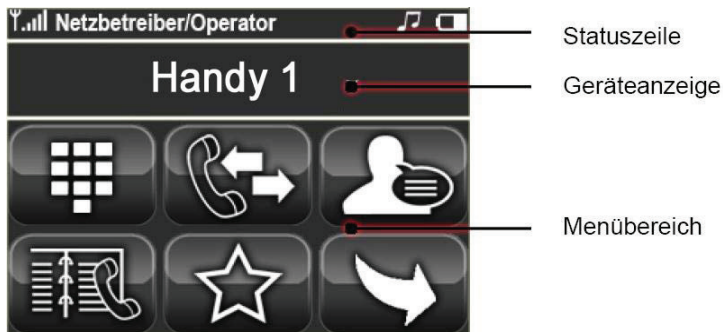 Netzbetreiber/Operator
Statuszeile
Handy 1
Geräteanzeige
Menübereich